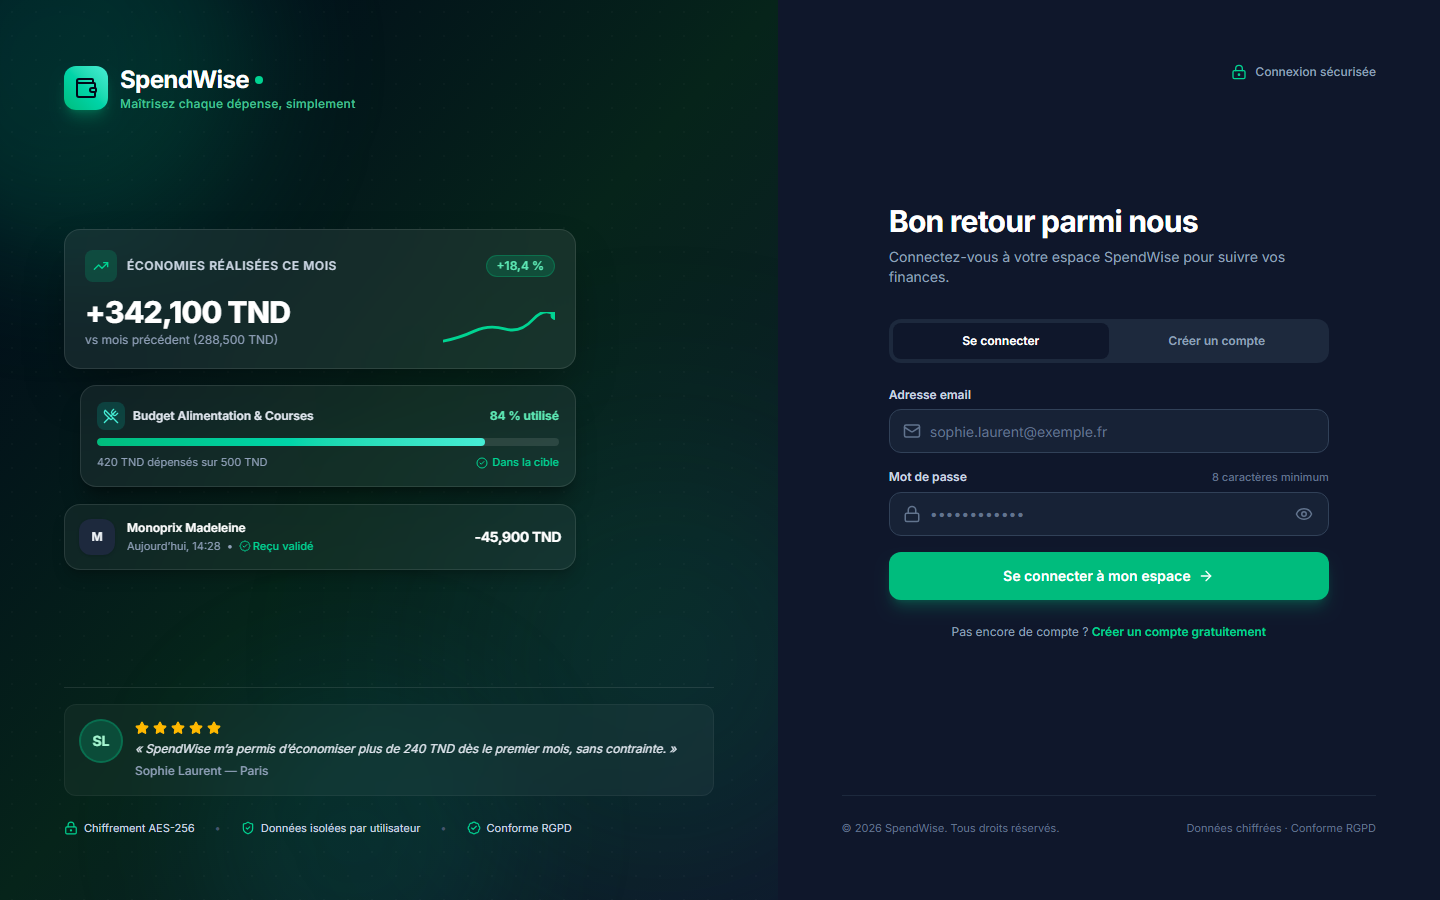 SpendWise
Maîtrisez chaque dépense, simplement
ÉCONOMIES RÉALISÉES CE MOIS
+18,4 %
+342,100 TND
vs mois précédent (288,500 TND)
Budget Alimentation & Courses
84 % utilisé
420 TND dépensés sur 500 TND
Dans la cible
M
Monoprix Madeleine
Aujourd'hui, 14:28 • Reçu validé
-45,900 TND
SL
« SpendWise m'a permis d'économiser plus de 240 TND dès le premier mois, sans contrainte. »
Sophie Laurent — Paris
Chiffrement AES-256 • Données isolées par utilisateur • Conforme RGPD
Connexion sécurisée
Bon retour parmi nous
Connectez-vous à votre espace SpendWise pour suivre vos
finances.
Se connecter
Créer un compte
Adresse email
sophie.laurent@exemple.fr
Mot de passe
8 caractères minimum
••••••••••••
Se connecter à mon espace →
Pas encore de compte ? Créer un compte gratuitement
© 2026 SpendWise. Tous droits réservés.
Données chiffrées · Conforme RGPD